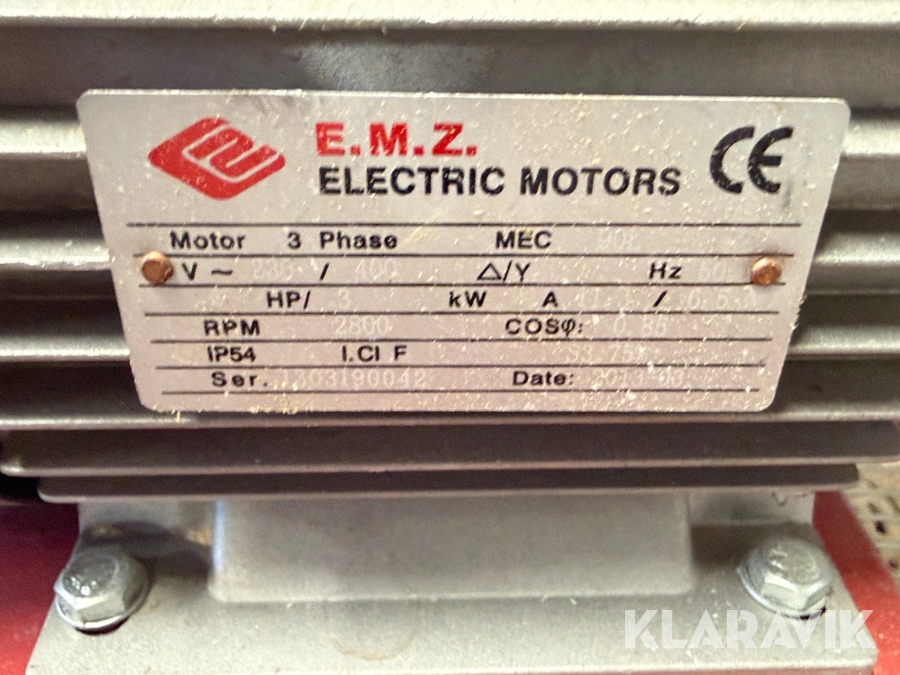 E.M.Z.
ELECTRIC MOTORS CE
Motor 3 Phase MEC
V ~ 230 / 400 △/Y Hz
HP/ 3 kW A /
RPM 2800 COSφ: 0,85
IP54 I.Cl F
Ser. Date:
KLARAVIK